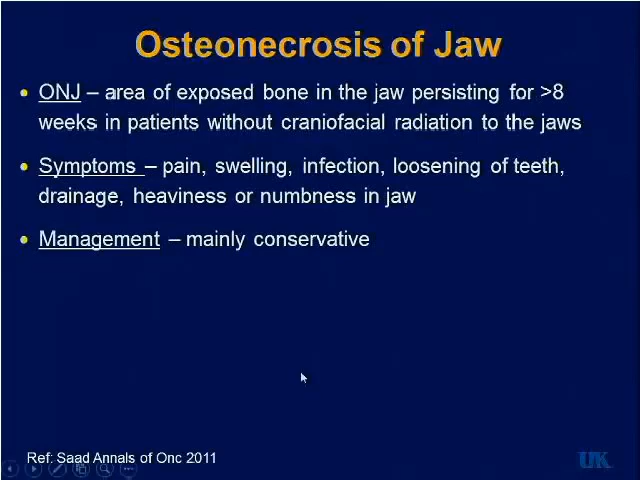 Osteonecrosis of Jaw
• ONJ – area of exposed bone in the jaw persisting for >8
weeks in patients without craniofacial radiation to the jaws
• Symptoms – pain, swelling, infection, loosening of teeth,
drainage, heaviness or numbness in jaw
• Management – mainly conservative
Ref: Saad Annals of Onc 2011
UK